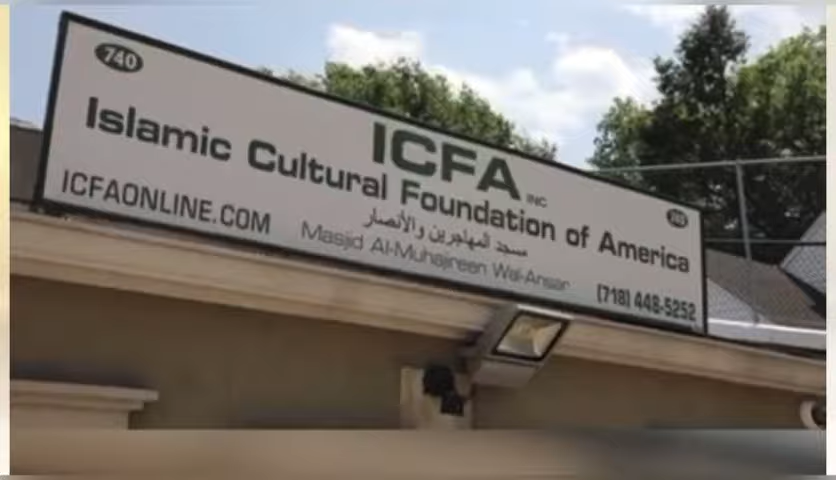 740
ICFA INC
Islamic Cultural Foundation of America
مسجد المهاجرين والأنصار
Masjid Al-Muhajireen Wal-Ansar
ICFAONLINE.COM
(718) 448-5252